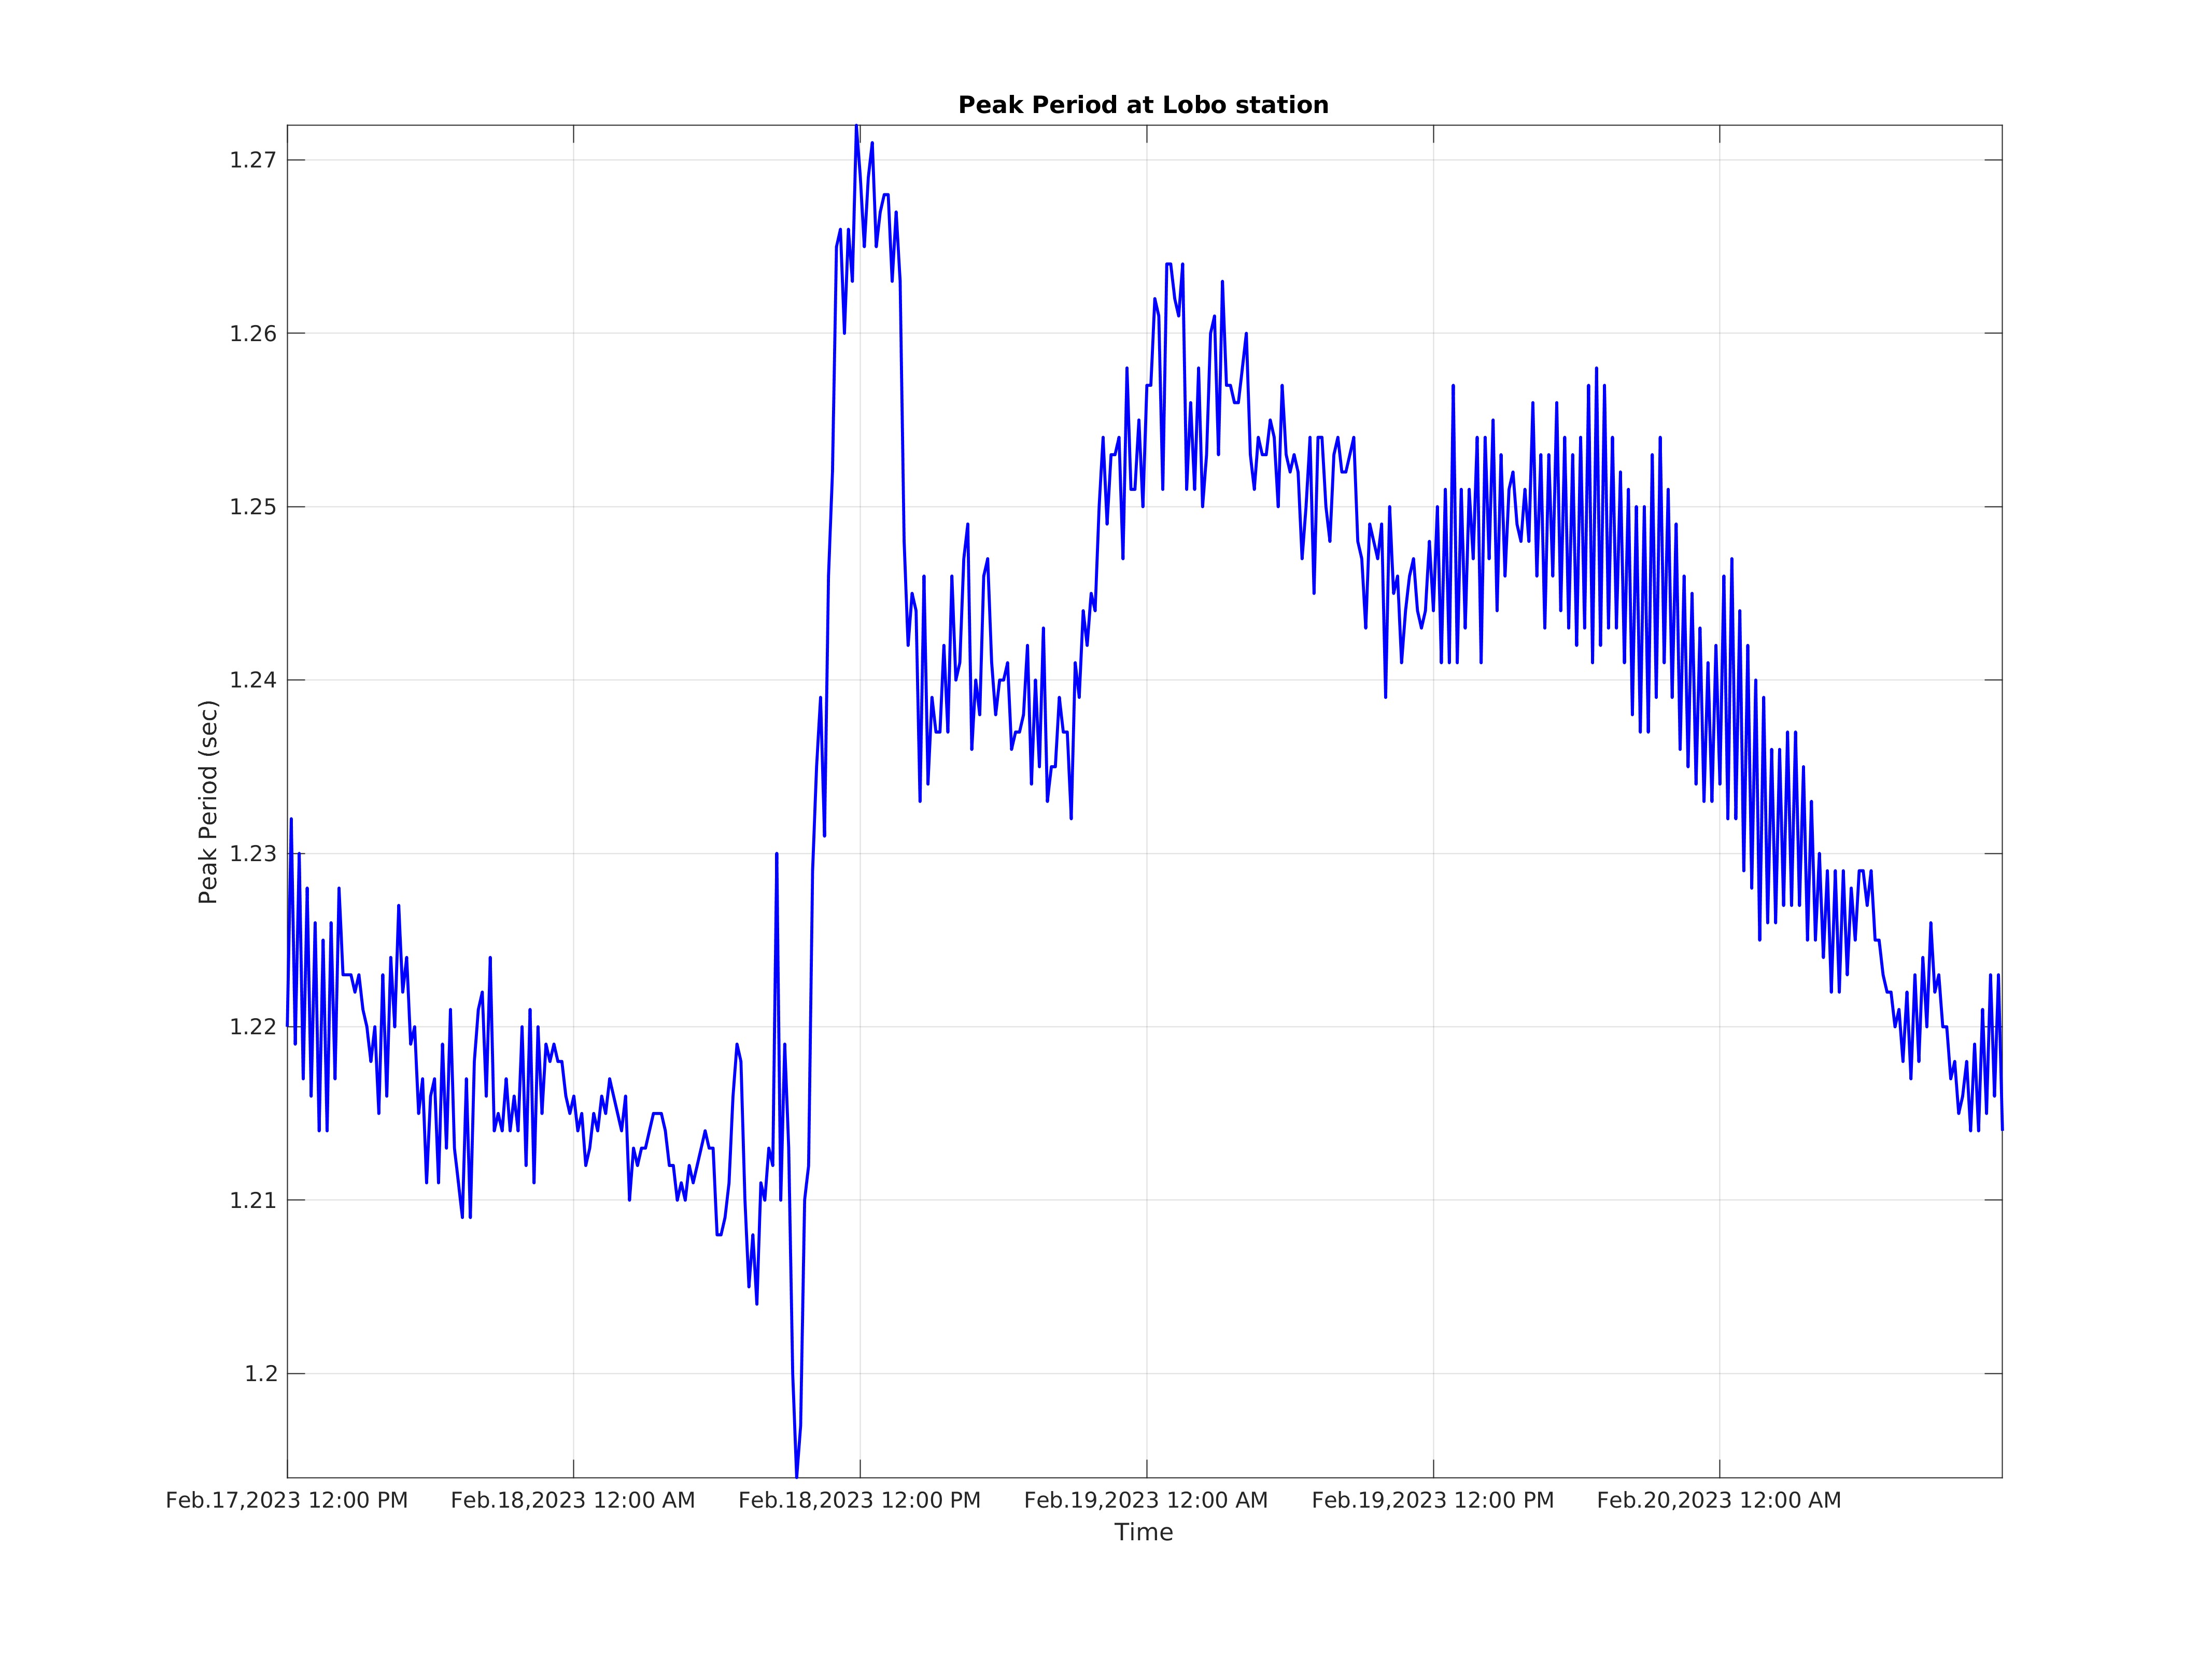 Peak Period at Lobo station
1.27
1.26
1.25
1.24
1.23
1.22
1.21
1.2
Peak Period (sec)
Feb.17,2023 12:00 PM
Feb.18,2023 12:00 AM
Feb.18,2023 12:00 PM
Feb.19,2023 12:00 AM
Feb.19,2023 12:00 PM
Feb.20,2023 12:00 AM
Time